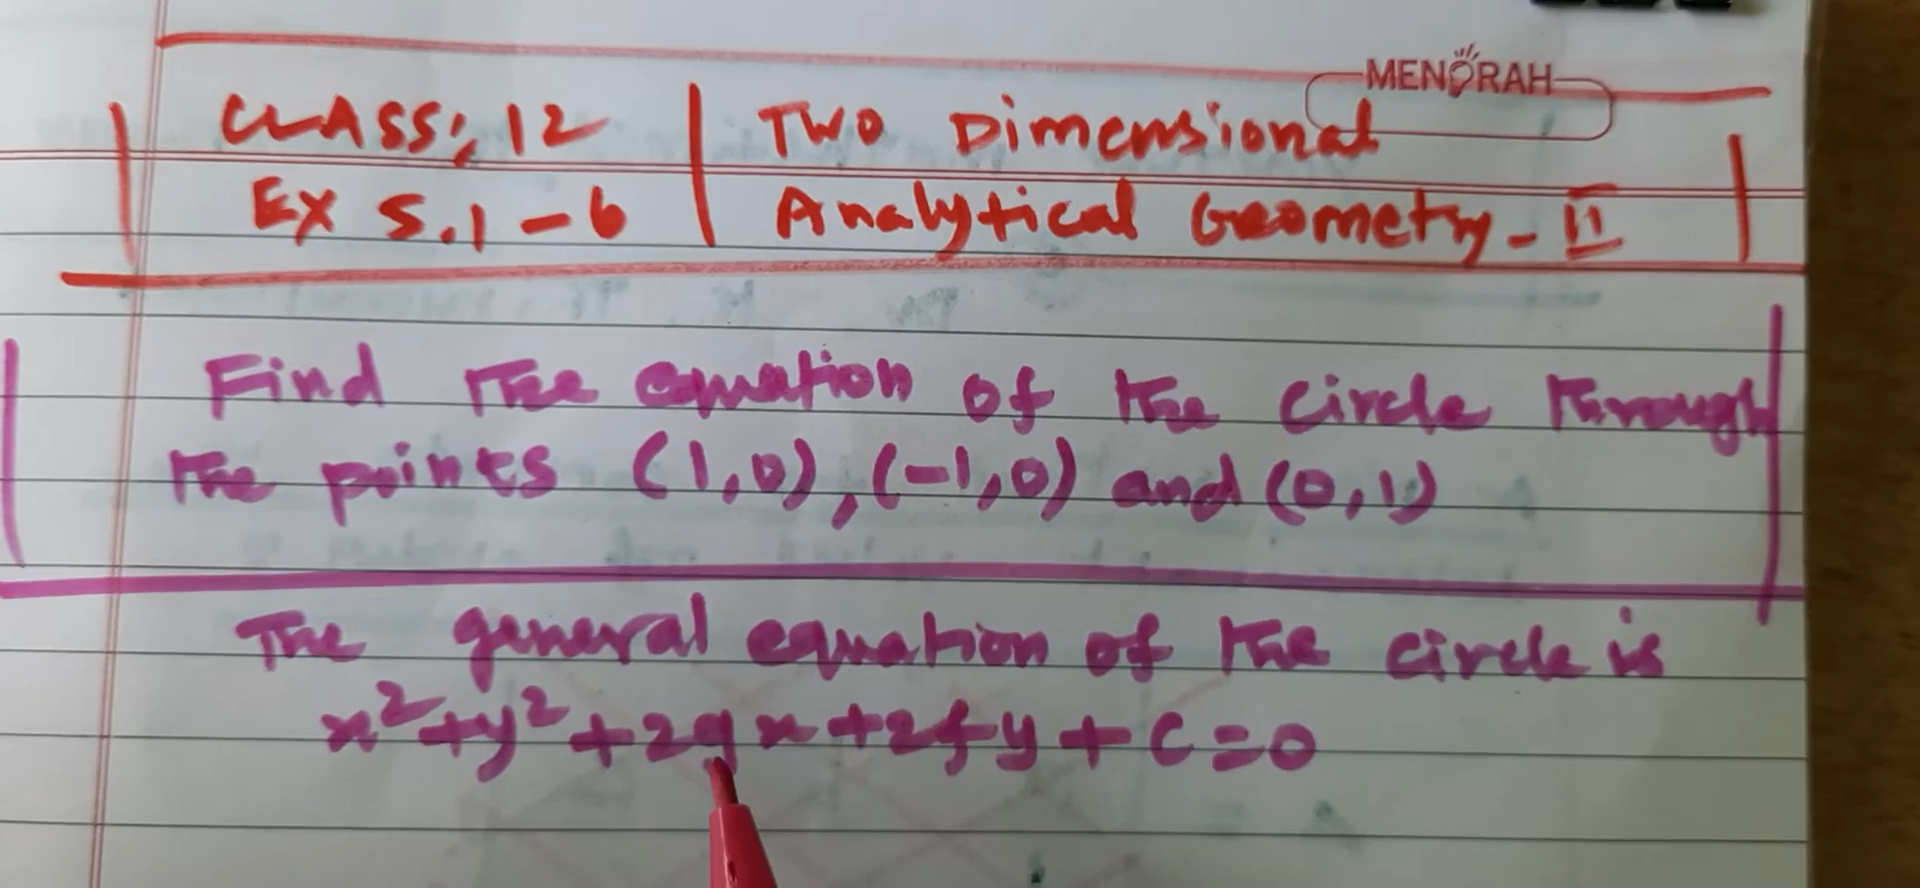 MENORAH
CLASS; 12
EX 5.1 - 6
TWO Dimensional
Analytical Geometry - II
Find the equation of the circle through
the points (1,0), (-1,0) and (0,1)
The general equation of the circle is
x²+y²+2gx+2fy+c=0